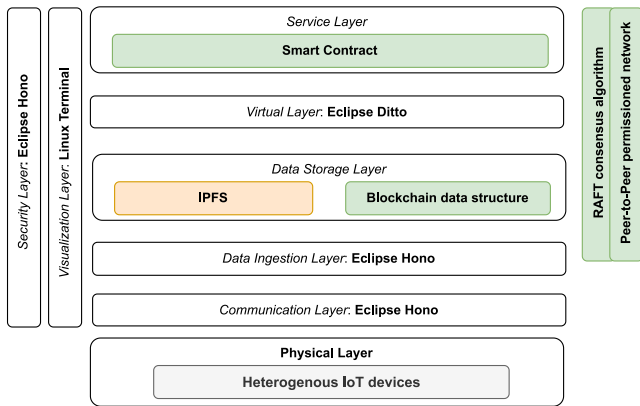 Security Layer: Eclipse Hono
Visualization Layer: Linux Terminal
Service Layer
Smart Contract
Virtual Layer: Eclipse Ditto
Data Storage Layer
IPFS
Blockchain data structure
Data Ingestion Layer: Eclipse Hono
Communication Layer: Eclipse Hono
Physical Layer
Heterogenous IoT devices
RAFT consensus algorithm
Peer-to-Peer permissioned network